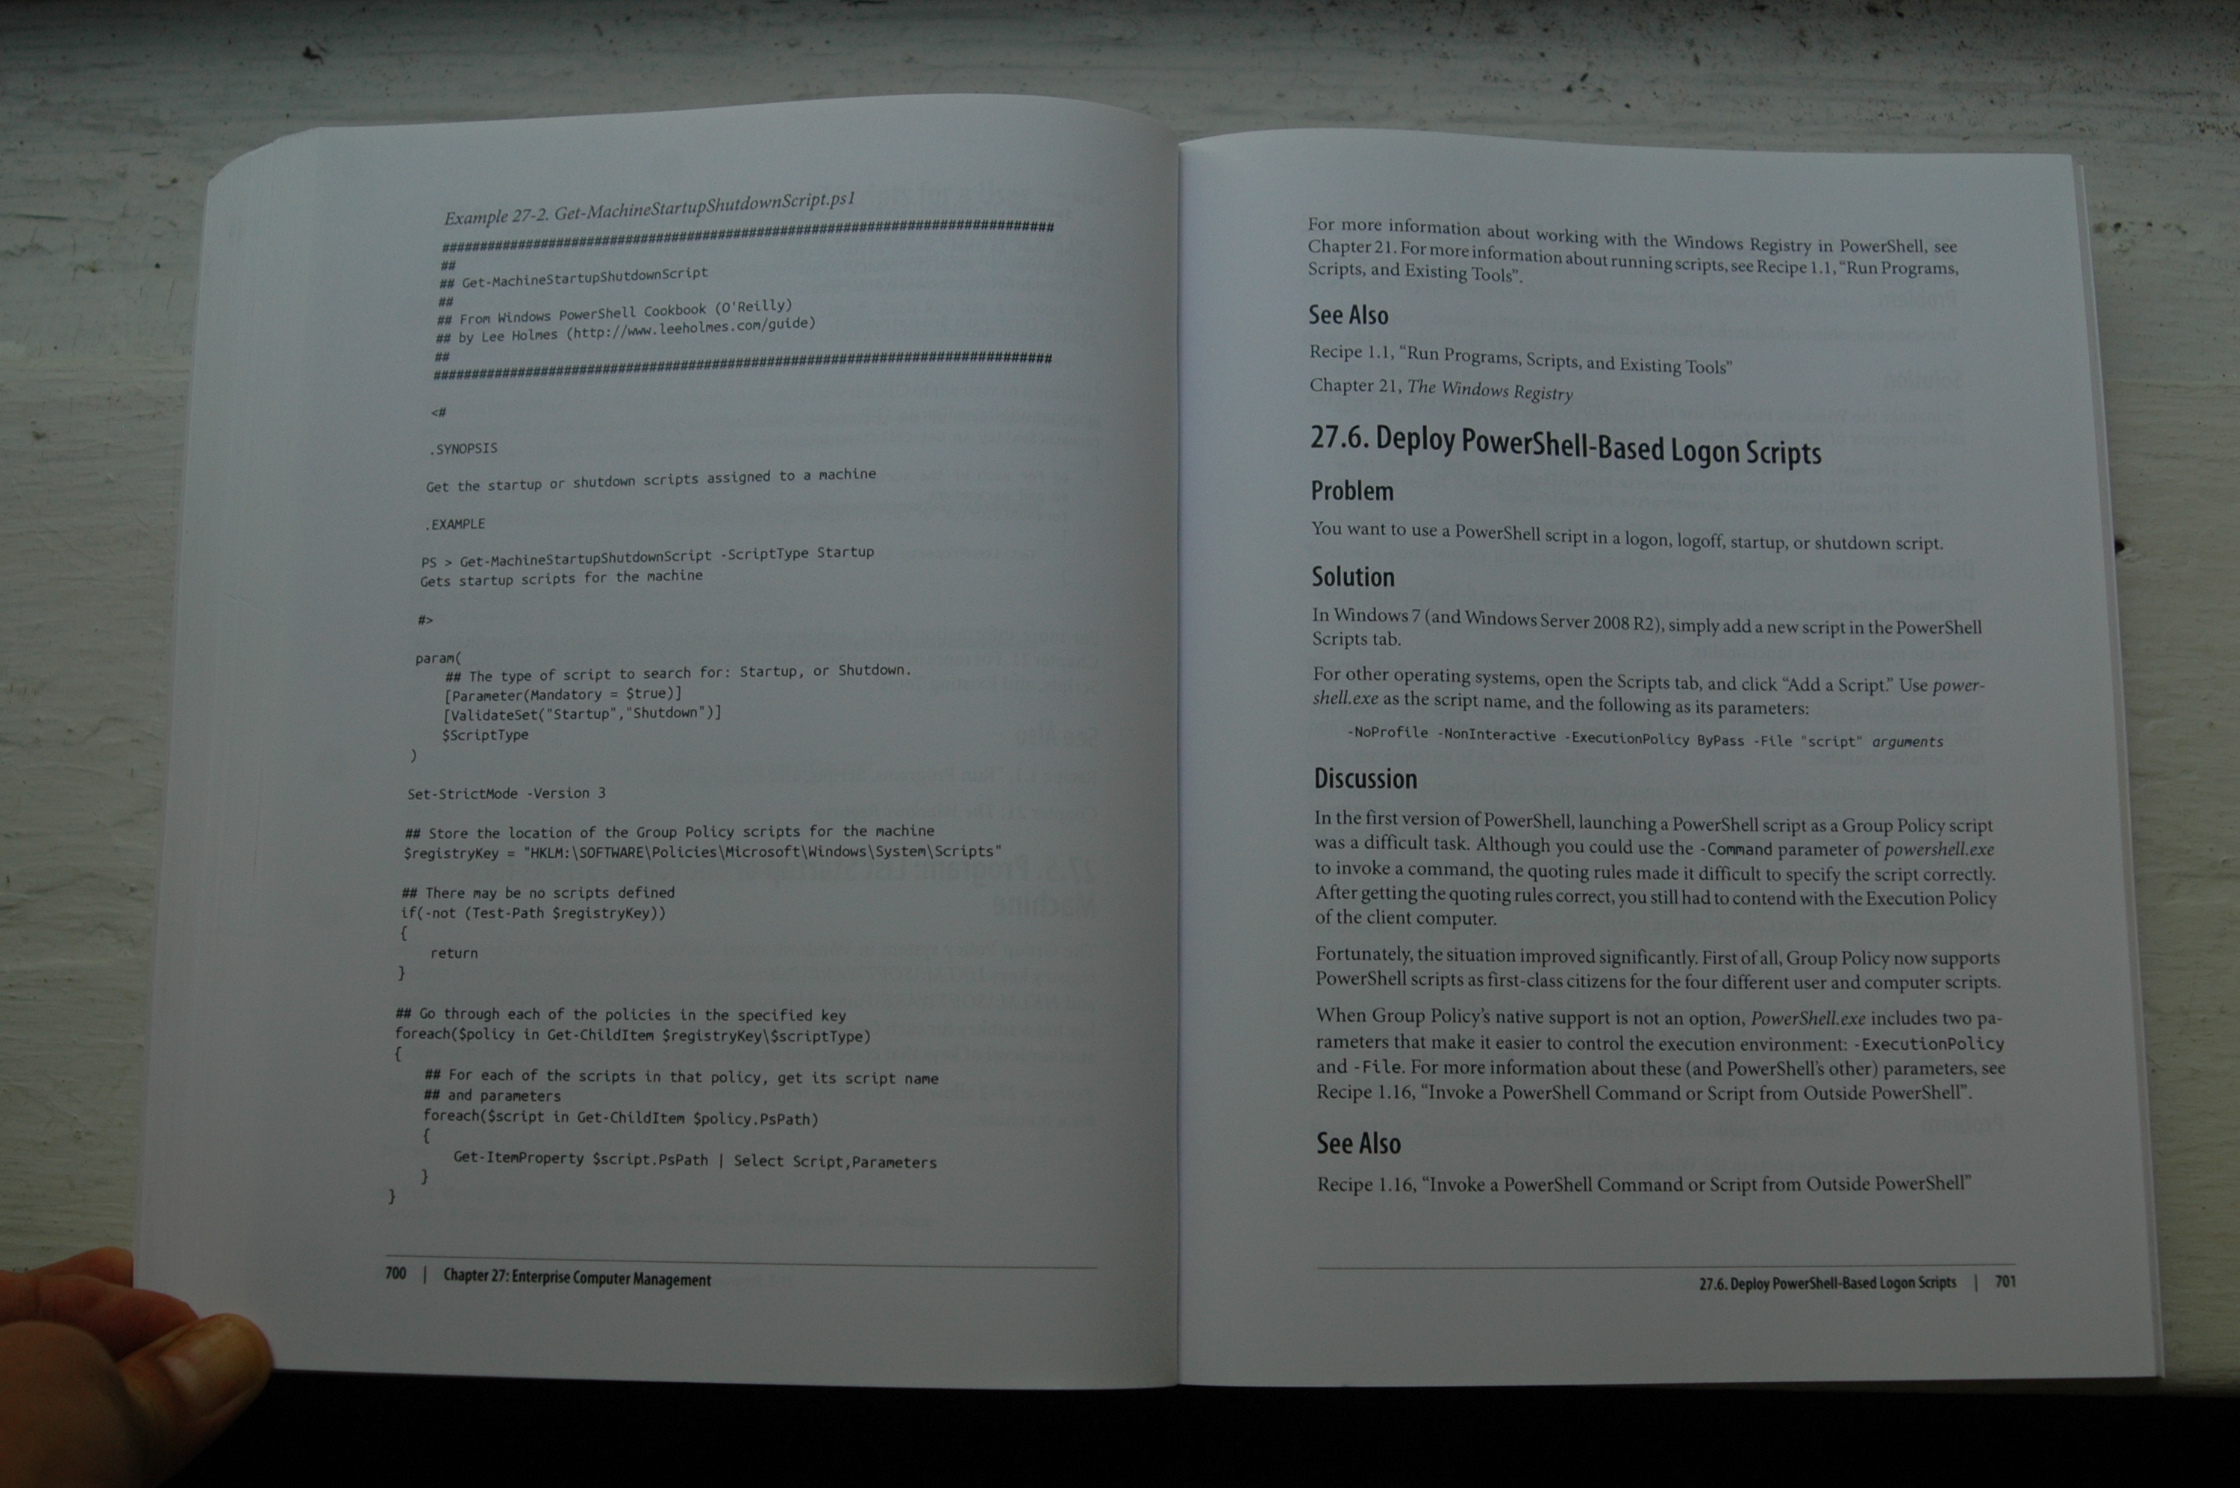 Example 27-2. Get-MachineStartupShutdownScript.ps1
##############################################################################
##
## Get-MachineStartupShutdownScript
##
## From Windows PowerShell Cookbook (O'Reilly)
## by Lee Holmes (http://www.leeholmes.com/guide)
##
##############################################################################
<#
.SYNOPSIS
Get the startup or shutdown scripts assigned to a machine
.EXAMPLE
PS > Get-MachineStartupShutdownScript -ScriptType Startup
Gets startup scripts for the machine
#>
param(
    ## The type of script to search for: Startup, or Shutdown.
    [Parameter(Mandatory = $true)]
    [ValidateSet("Startup","Shutdown")]
    $ScriptType
)
Set-StrictMode -Version 3
## Store the location of the Group Policy scripts for the machine
$registryKey = "HKLM:\SOFTWARE\Policies\Microsoft\Windows\System\Scripts"
## There may be no scripts defined
if(-not (Test-Path $registryKey))
{
    return
}
## Go through each of the policies in the specified key
foreach($policy in Get-ChildItem $registryKey\$scriptType)
{
    ## For each of the scripts in that policy, get its script name
    ## and parameters
    foreach($script in Get-ChildItem $policy.PsPath)
    {
        Get-ItemProperty $script.PsPath | Select Script,Parameters
    }
}
700 | Chapter 27: Enterprise Computer Management
For more information about working with the Windows Registry in PowerShell, see
Chapter 21. For more information about running scripts, see Recipe 1.1, “Run Programs,
Scripts, and Existing Tools”.
See Also
Recipe 1.1, “Run Programs, Scripts, and Existing Tools”
Chapter 21, The Windows Registry
27.6. Deploy PowerShell-Based Logon Scripts
Problem
You want to use a PowerShell script in a logon, logoff, startup, or shutdown script.
Solution
In Windows 7 (and Windows Server 2008 R2), simply add a new script in the PowerShell
Scripts tab.
For other operating systems, open the Scripts tab, and click “Add a Script.” Use power-
shell.exe as the script name, and the following as its parameters:
-NoProfile -NonInteractive -ExecutionPolicy ByPass -File "script" arguments
Discussion
In the first version of PowerShell, launching a PowerShell script as a Group Policy script
was a difficult task. Although you could use the -Command parameter of powershell.exe
to invoke a command, the quoting rules made it difficult to specify the script correctly.
After getting the quoting rules correct, you still had to contend with the Execution Policy
of the client computer.
Fortunately, the situation improved significantly. First of all, Group Policy now supports
PowerShell scripts as first-class citizens for the four different user and computer scripts.
When Group Policy’s native support is not an option, PowerShell.exe includes two pa-
rameters that make it easier to control the execution environment: -ExecutionPolicy
and -File. For more information about these (and PowerShell’s other) parameters, see
Recipe 1.16, “Invoke a PowerShell Command or Script from Outside PowerShell”.
See Also
Recipe 1.16, “Invoke a PowerShell Command or Script from Outside PowerShell”
27.6. Deploy PowerShell-Based Logon Scripts | 701